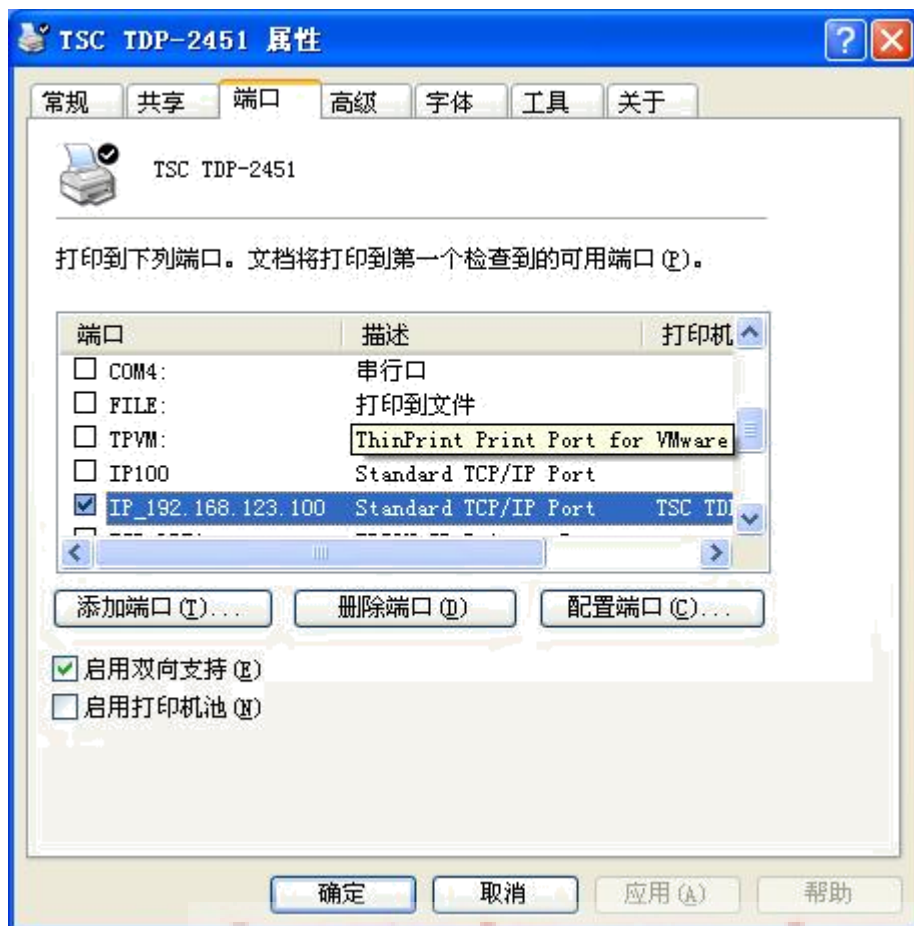 TSC TDP-2451 属性
常规 共享 端口 高级 字体 工具 关于
TSC TDP-2451
打印到下列端口。文档将打印到第一个检查到的可用端口(P)。
端口 描述 打印机
COM4: 串行口
FILE: 打印到文件
TPVM: ThinPrint Print Port for VMware
IP100 Standard TCP/IP Port
IP_192.168.123.100 Standard TCP/IP Port TSC
添加端口(T)... 删除端口(D) 配置端口(C)...
启用双向支持(E)
启用打印机池(N)
确定 取消 应用(A) 帮助